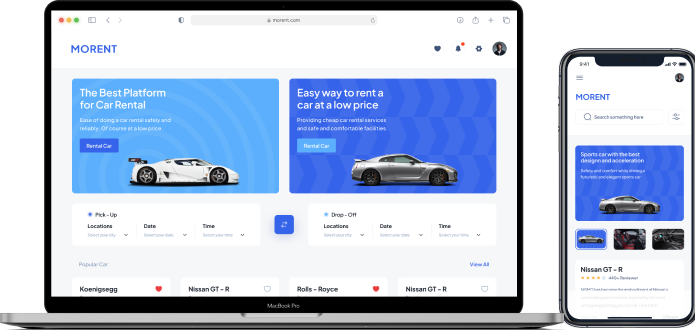 morent.com
MORENT
The Best Platform
for Car Rental
Ease of doing a car rental safely and
reliably. Of course at a low price.
Rental Car
Easy way to rent a
car at a low price
Providing cheap car rental services
and safe and comfortable facilities.
Rental Car
Pick - Up
Locations Date Time
Select your city Select your date Select your time
Drop - Off
Locations Date Time
Select your city Select your date Select your time
Popular Car View All
Koenigsegg
Nissan GT - R
Rolls - Royce
Nissan GT - R
MacBook Pro
9:41
MORENT
Search something here
Sports car with the best
design and acceleration
Safety and comfort while driving a
futuristic and elegant sports car
Nissan GT - R
440+ Reviewer